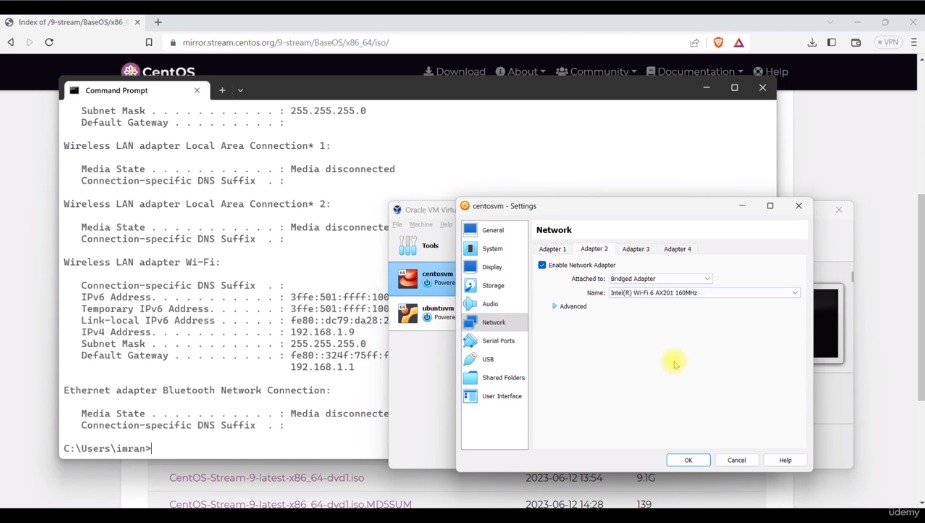 Index of /9-stream/BaseOS/x86_6
mirror.stream.centos.org/9-stream/BaseOS/x86_64/iso/
VPN
CentOS
Download
About
Community
Documentation
Help
Command Prompt
Subnet Mask . . . . . . . . . . . : 255.255.255.0
Default Gateway . . . . . . . . . :
Wireless LAN adapter Local Area Connection* 1:
Media State . . . . . . . . . . . : Media disconnected
Connection-specific DNS Suffix  . :
Wireless LAN adapter Local Area Connection* 2:
Media State . . . . . . . . . . . : Media disconne
Connection-specific DNS Suffix  . :
Wireless LAN adapter Wi-Fi:
Connection-specific DNS Suffix  . :
IPv6 Address. . . . . . . . . . . : 3ffe:501:ffff:100
Temporary IPv6 Address. . . . . . : 3ffe:501:ffff:100
Link-local IPv6 Address . . . . . : fe80::dc79:da28:2
IPv4 Address. . . . . . . . . . . : 192.168.1.9
Subnet Mask . . . . . . . . . . . : 255.255.255.0
Default Gateway . . . . . . . . . : fe80::324f:75ff:f
192.168.1.1
Ethernet adapter Bluetooth Network Connection:
Media State . . . . . . . . . . . : Media disconnecte
Connection-specific DNS Suffix  . :
C:\Users\imran>
Oracle VM Virtu
File Machine Help
Tools
centosvm
Powere
ubuntuvm
Powere
centosvm - Settings
General
System
Display
Storage
Audio
Network
Serial Ports
USB
Shared Folders
User Interface
Network
Adapter 1 Adapter 2 Adapter 3 Adapter 4
Enable Network Adapter
Attached to: Bridged Adapter
Name: Intel(R) Wi-Fi 6 AX201 160MHz
Advanced
OK Cancel Help
CentOS-Stream-9-latest-x86_64-dvd1.iso 2023-06-12 13:54 9.1G
CentOS-Stream-9-latest-x86_64-dvd1.iso.MD5SUM 2023-06-12 14:28 139
udemy